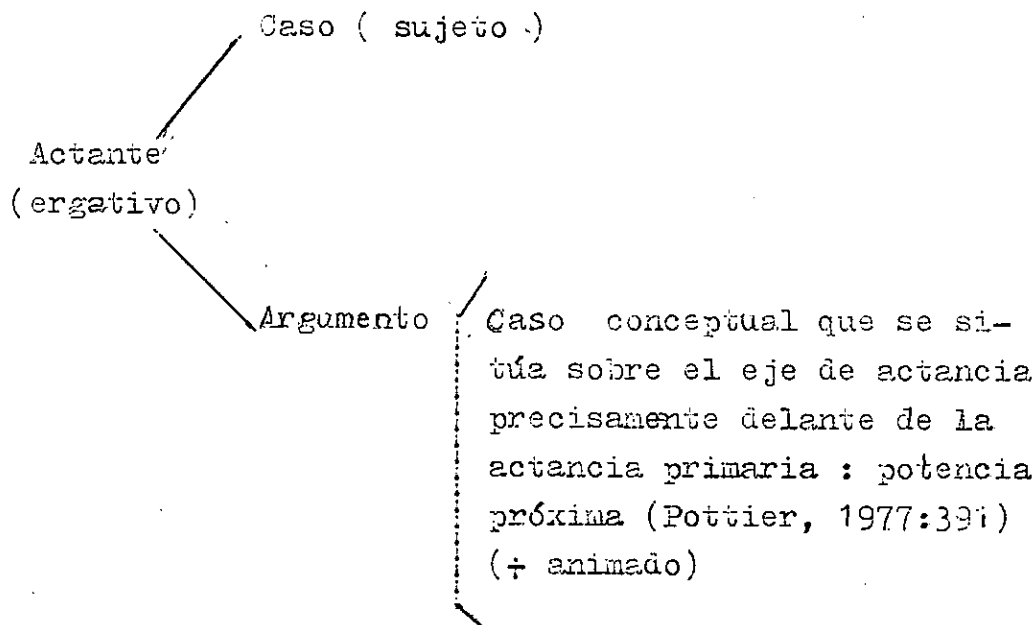 Caso ( sujeto )
Actante
(ergativo)
Argumento
Caso conceptual que se si-
túa sobre el eje de actancia
precisamente delante de la
actancia primaria : potencia
próxima (Pottier, 1977:391)
(+ animado)